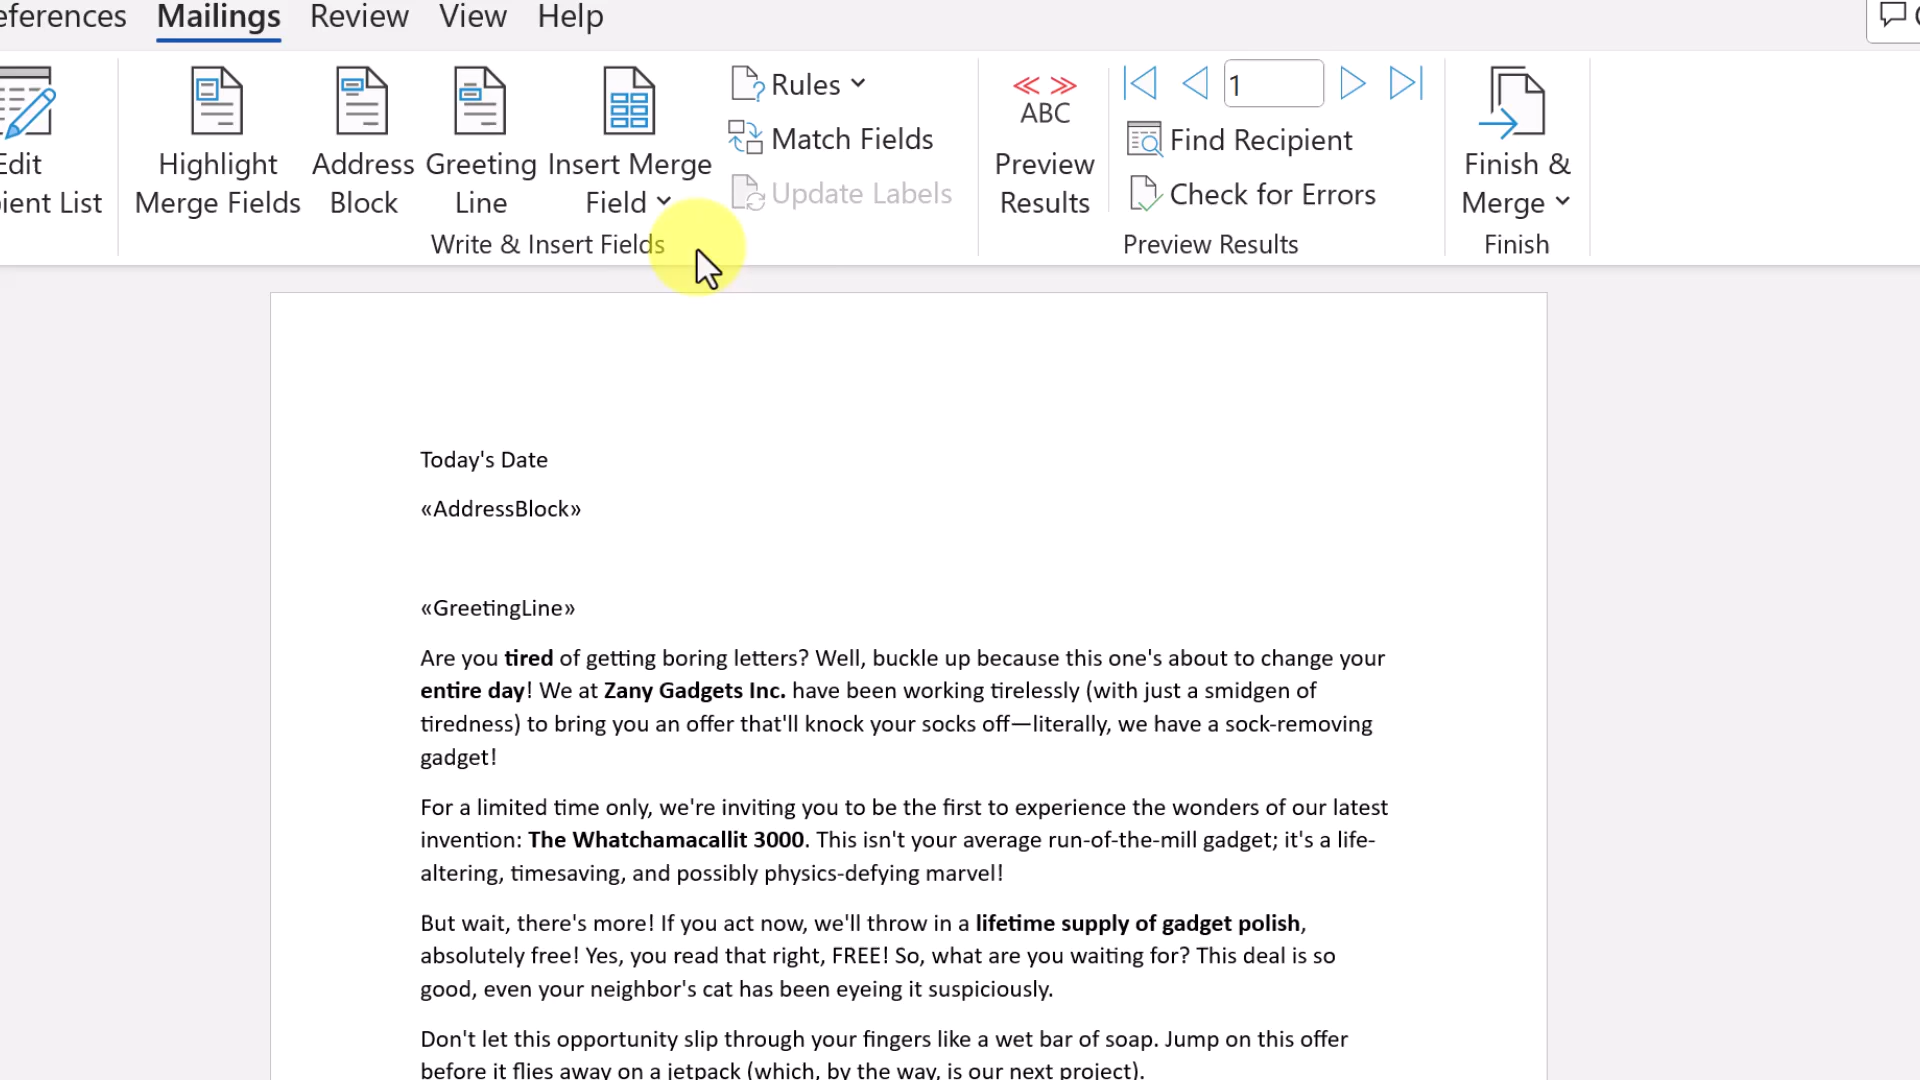 eferences Mailings Review View Help
Edit
ient List
Highlight
Merge Fields
Address
Block
Greeting
Line
Insert Merge
Field
Rules
Match Fields
Update Labels
Write & Insert Fields
ABC
Preview
Results
1
Find Recipient
Check for Errors
Preview Results
Finish &
Merge
Finish
Today's Date
«AddressBlock»
«GreetingLine»
Are you tired of getting boring letters? Well, buckle up because this one's about to change your
entire day! We at Zany Gadgets Inc. have been working tirelessly (with just a smidgen of
tiredness) to bring you an offer that'll knock your socks off—literally, we have a sock-removing
gadget!
For a limited time only, we're inviting you to be the first to experience the wonders of our latest
invention: The Whatchamacallit 3000. This isn't your average run-of-the-mill gadget; it's a life-
altering, timesaving, and possibly physics-defying marvel!
But wait, there's more! If you act now, we'll throw in a lifetime supply of gadget polish,
absolutely free! Yes, you read that right, FREE! So, what are you waiting for? This deal is so
good, even your neighbor's cat has been eyeing it suspiciously.
Don't let this opportunity slip through your fingers like a wet bar of soap. Jump on this offer
before it flies away on a jetpack (which, by the way, is our next project).